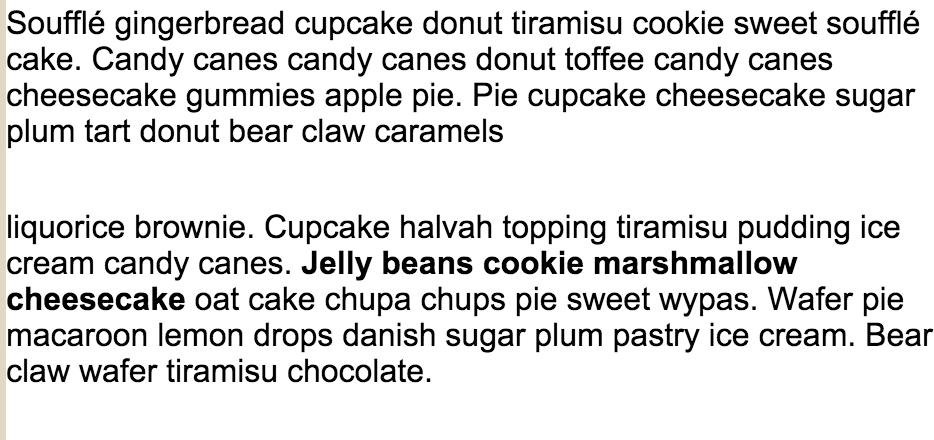 Soufflé gingerbread cupcake donut tiramisu cookie sweet soufflé
cake. Candy canes candy canes donut toffee candy canes
cheesecake gummies apple pie. Pie cupcake cheesecake sugar
plum tart donut bear claw caramels
liquorice brownie. Cupcake halvah topping tiramisu pudding ice
cream candy canes. Jelly beans cookie marshmallow
cheesecake oat cake chupa chups pie sweet wypas. Wafer pie
macaroon lemon drops danish sugar plum pastry ice cream. Bear
claw wafer tiramisu chocolate.